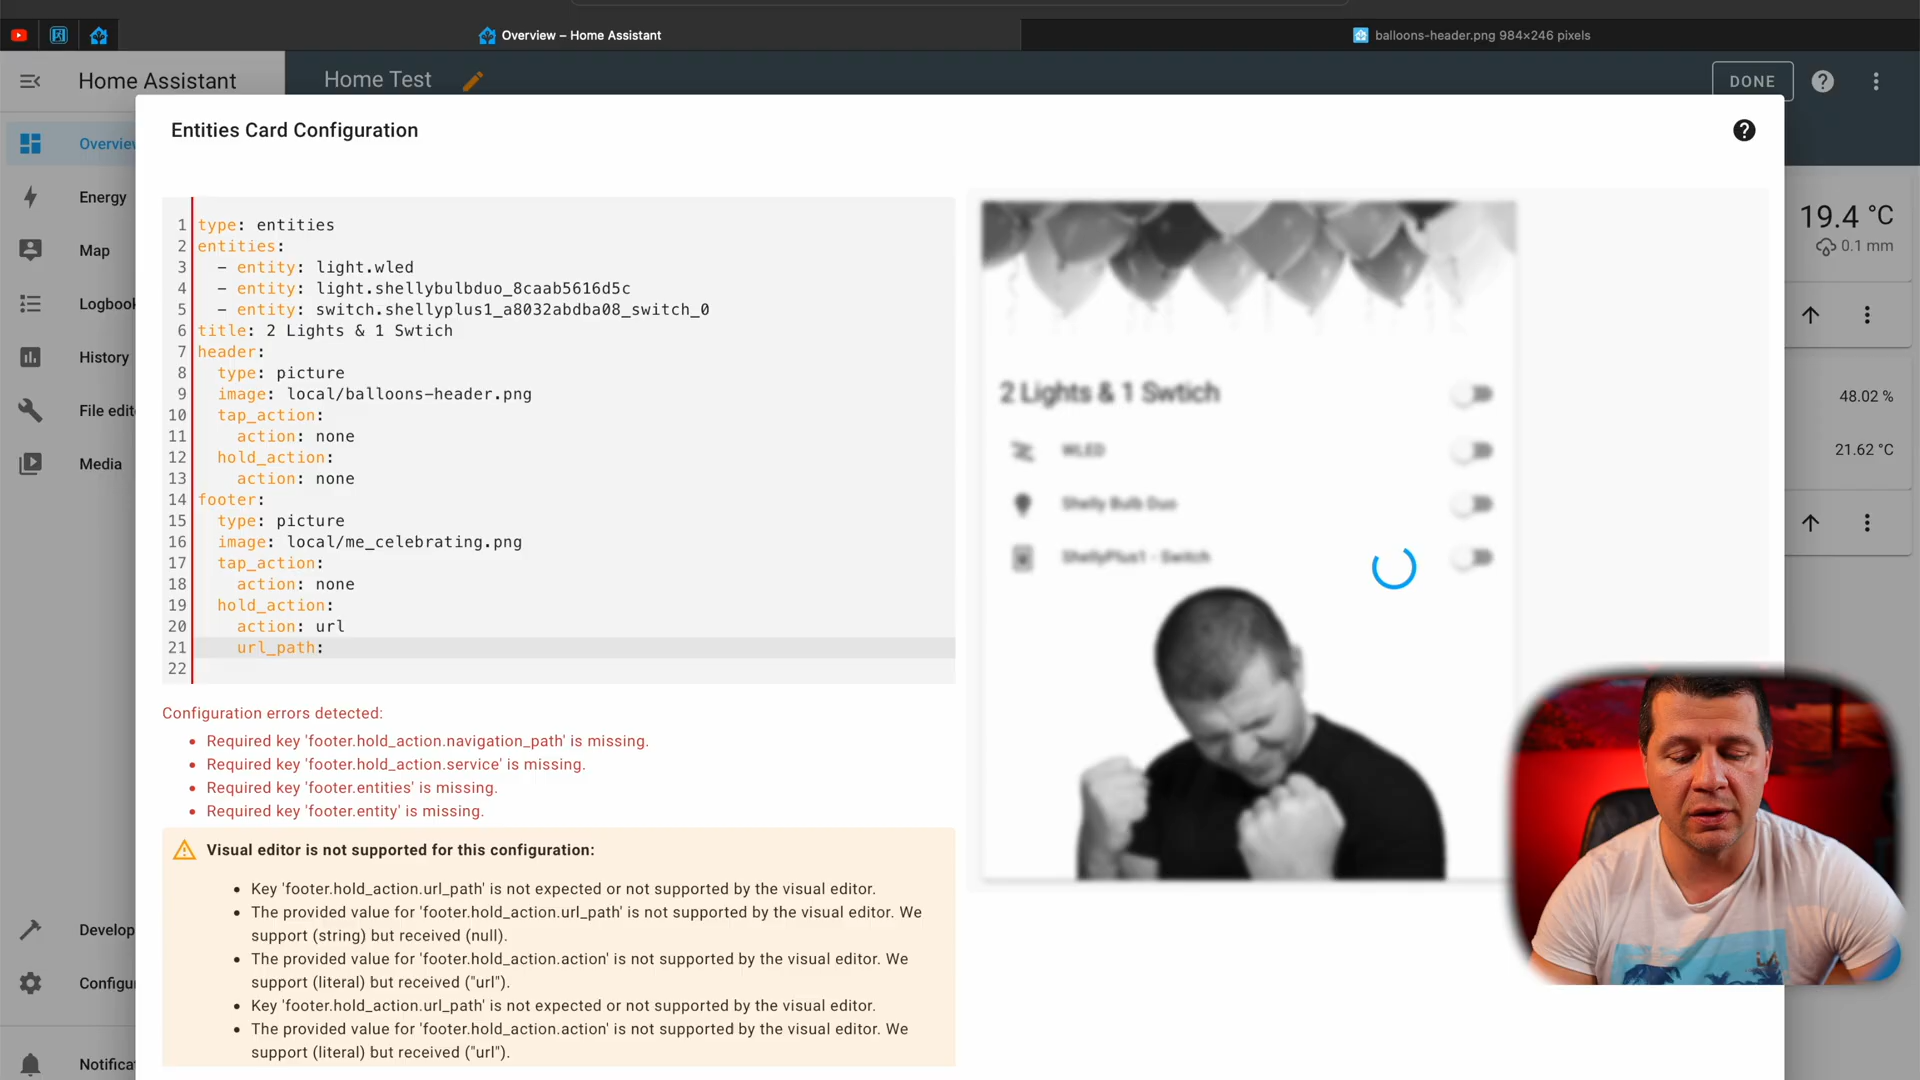 Overview – Home Assistant
balloons-header.png 984×246 pixels
Home Assistant
Home Test
DONE
Overview
Energy
Map
Logbook
History
File edit
Media
Develop
Configu
Notifica
Entities Card Configuration
1 type: entities
2 entities:
3 - entity: light.wled
4 - entity: light.shellybulbduo_8caab5616d5c
5 - entity: switch.shellyplus1_a8032abdba08_switch_0
6 title: 2 Lights & 1 Swtich
7 header:
8 type: picture
9 image: local/balloons-header.png
10 tap_action:
11 action: none
12 hold_action:
13 action: none
14 footer:
15 type: picture
16 image: local/me_celebrating.png
17 tap_action:
18 action: none
19 hold_action:
20 action: url
21 url_path:
22
Configuration errors detected:
• Required key 'footer.hold_action.navigation_path' is missing.
• Required key 'footer.hold_action.service' is missing.
• Required key 'footer.entities' is missing.
• Required key 'footer.entity' is missing.
Visual editor is not supported for this configuration:
• Key 'footer.hold_action.url_path' is not expected or not supported by the visual editor.
• The provided value for 'footer.hold_action.url_path' is not supported by the visual editor. We
support (string) but received (null).
• The provided value for 'footer.hold_action.action' is not supported by the visual editor. We
support (literal) but received ("url").
• Key 'footer.hold_action.url_path' is not expected or not supported by the visual editor.
• The provided value for 'footer.hold_action.action' is not supported by the visual editor. We
support (literal) but received ("url").
2 Lights & 1 Swtich
WLED
Shelly Bulb Duo
ShellyPlus1 - Switch
19.4 °C
0.1 mm
48.02 %
21.62 °C